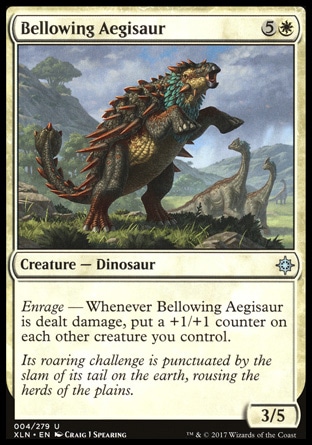 Bellowing Aegisaur 5
Creature — Dinosaur
Enrage — Whenever Bellowing Aegisaur
is dealt damage, put a +1/+1 counter on
each other creature you control.
Its roaring challenge is punctuated by the
slam of its tail on the earth, rousing the
herds of the plains.
3/5
004/279 U
XLN • EN Craig J Spearing ™ & © 2017 Wizards of the Coast